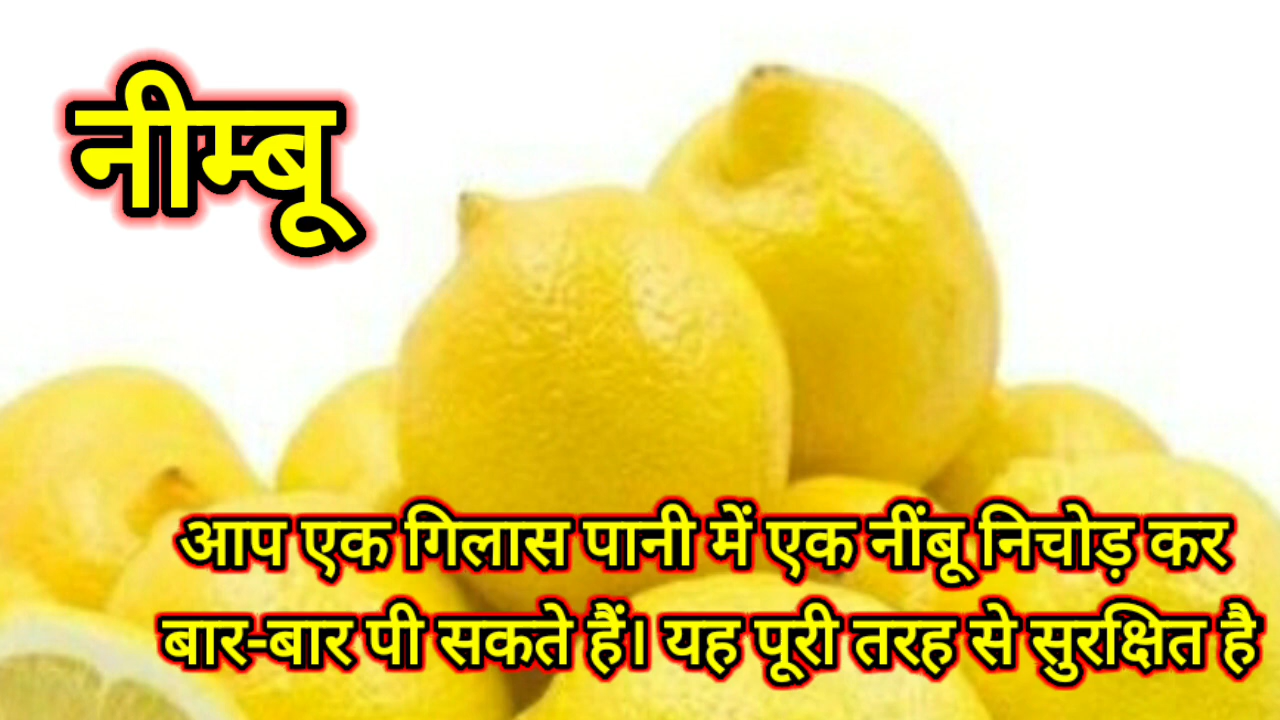 नीम्बू
आप एक गिलास पानी में एक नींबू निचोड़ कर
बार-बार पी सकते हैं। यह पूरी तरह से सुरक्षित है